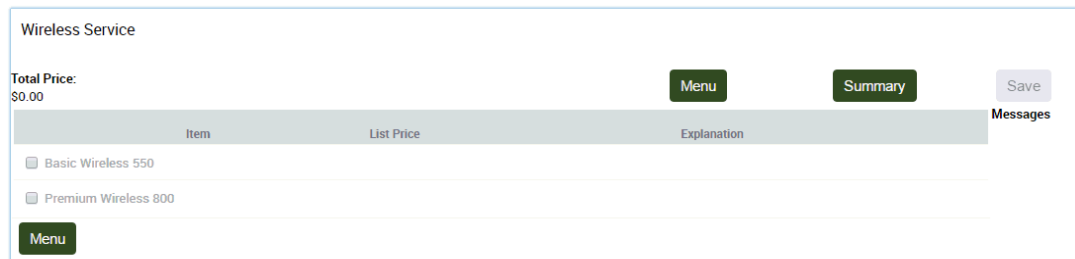 Wireless Service
Total Price:
$0.00
Menu Summary Save
Messages
Item List Price Explanation
Basic Wireless 550
Premium Wireless 800
Menu